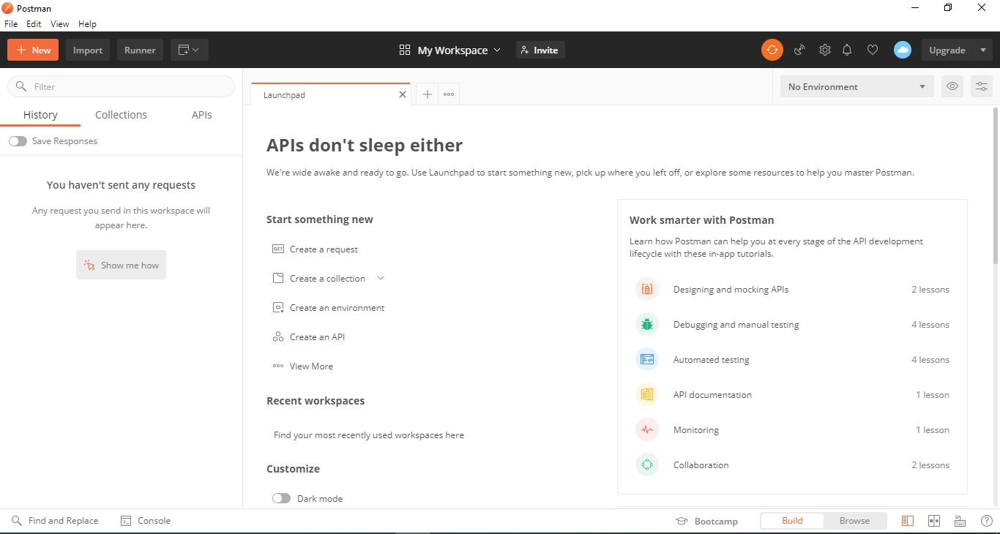 Postman
File Edit View Help
New Import Runner My Workspace Invite Upgrade
Filter
Launchpad
No Environment
History Collections APIs
Save Responses
You haven't sent any requests
Any request you send in this workspace will
appear here.
Show me how
APIs don't sleep either
We're wide awake and ready to go. Use Launchpad to start something new, pick up where you left off, or explore some resources to help you master Postman.
Start something new
GET Create a request
Create a collection
Create an environment
Create an API
View More
Recent workspaces
Find your most recently used workspaces here
Customize
Dark mode
Work smarter with Postman
Learn how Postman can help you at every stage of the API development
lifecycle with these in-app tutorials.
Designing and mocking APIs 2 lessons
Debugging and manual testing 4 lessons
Automated testing 4 lessons
API documentation 1 lesson
Monitoring 1 lesson
Collaboration 2 lessons
Find and Replace Console Bootcamp Build Browse